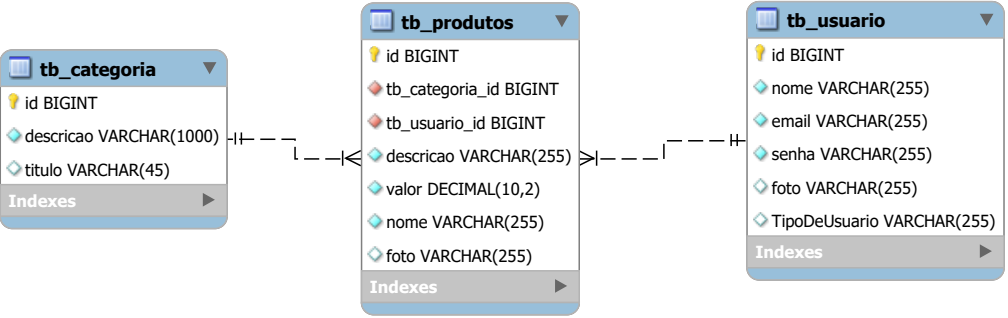 tb_categoria
id BIGINT
descricao VARCHAR(1000)
titulo VARCHAR(45)
Indexes
tb_produtos
id BIGINT
tb_categoria_id BIGINT
tb_usuario_id BIGINT
descricao VARCHAR(255)
valor DECIMAL(10,2)
nome VARCHAR(255)
foto VARCHAR(255)
Indexes
tb_usuario
id BIGINT
nome VARCHAR(255)
email VARCHAR(255)
senha VARCHAR(255)
foto VARCHAR(255)
TipoDeUsuario VARCHAR(255)
Indexes